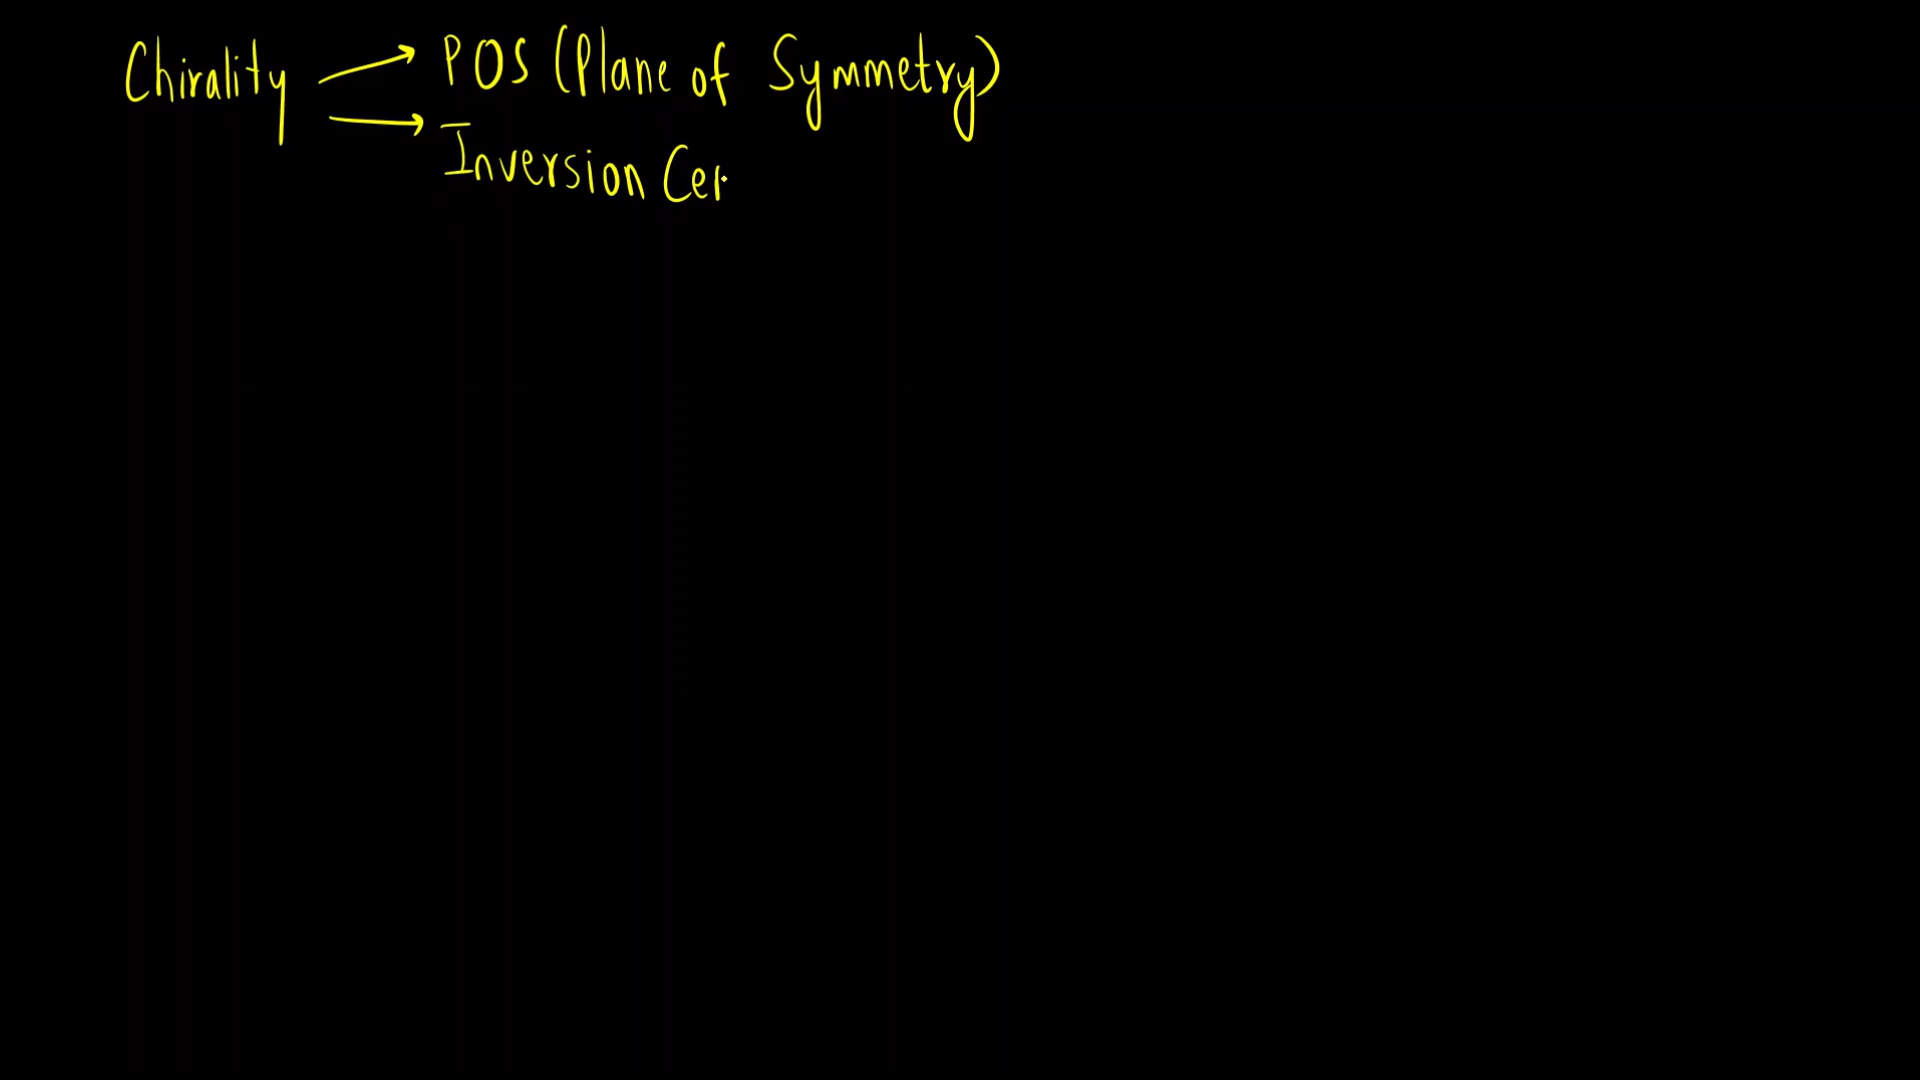 Chirality → POS (Plane of Symmetry)
→ Inversion Cer